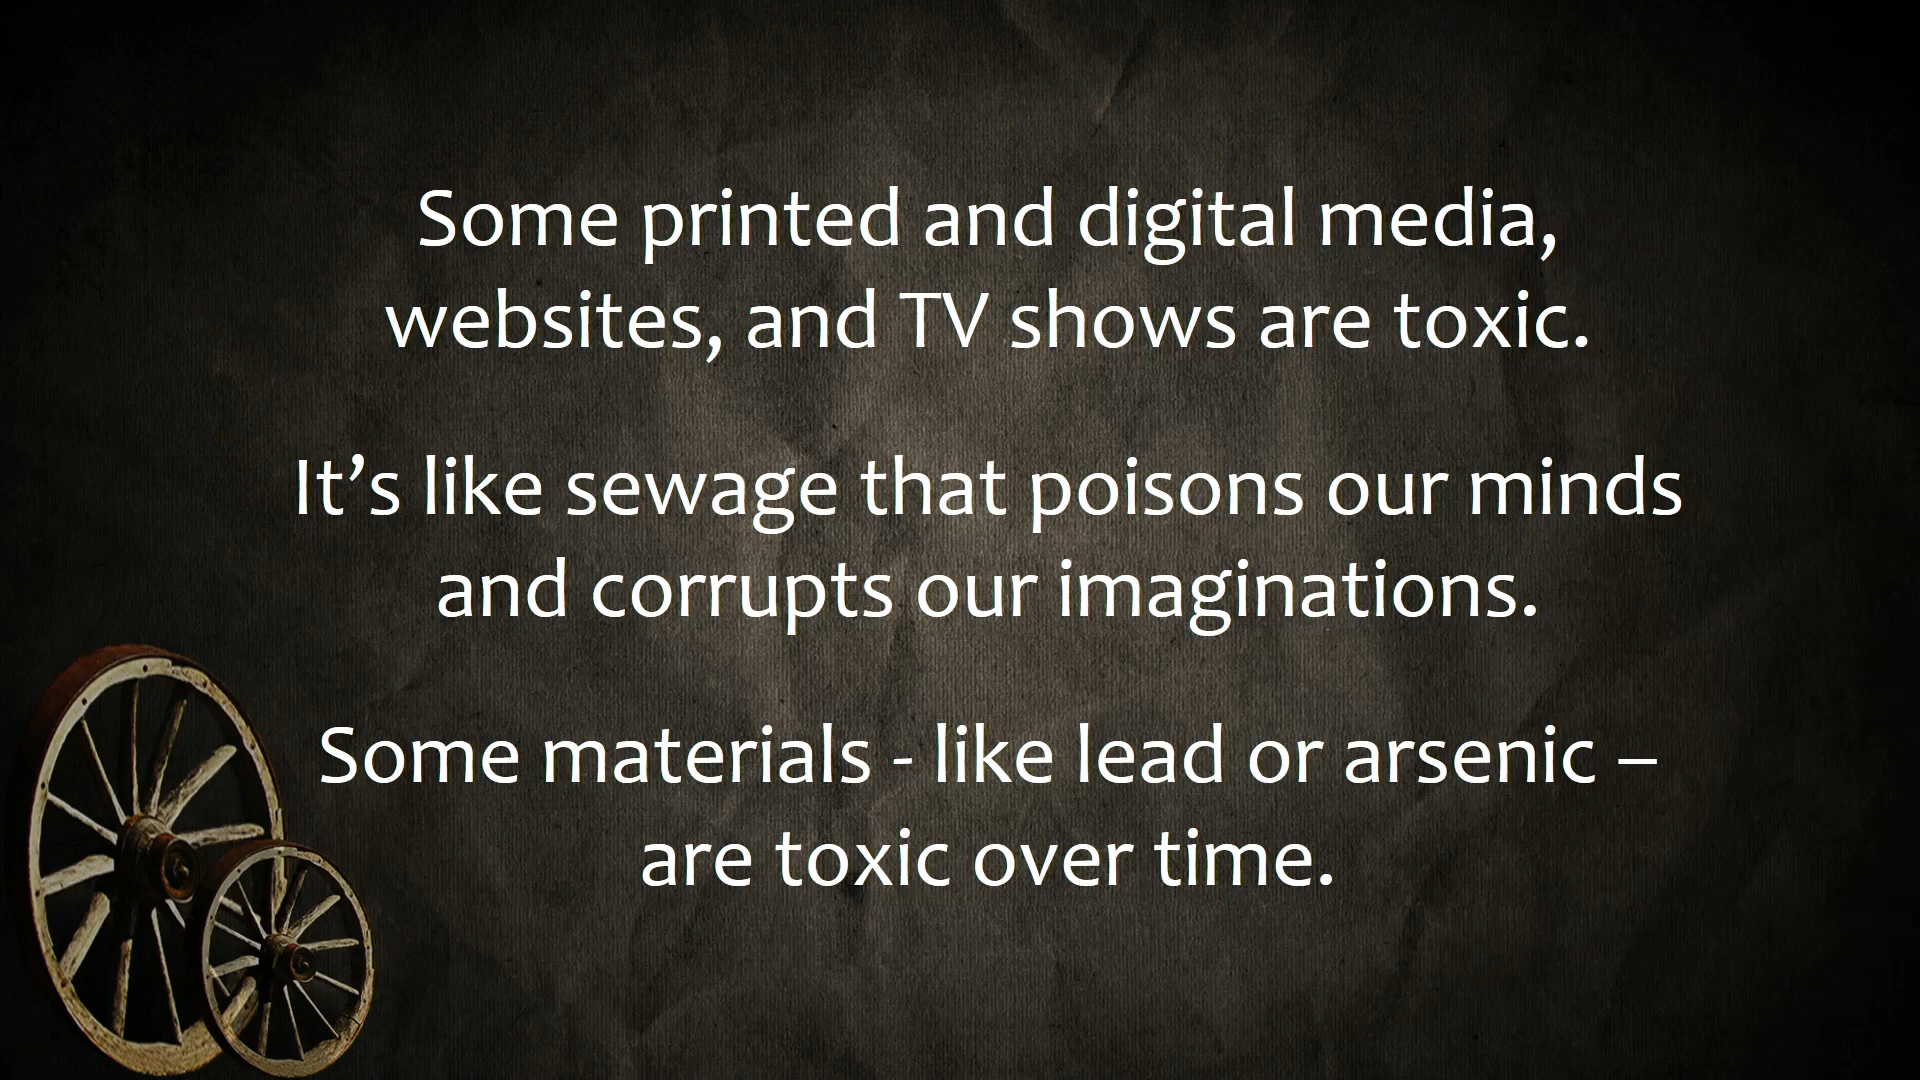 Some printed and digital media,
websites, and TV shows are toxic.
It’s like sewage that poisons our minds
and corrupts our imaginations.
Some materials - like lead or arsenic –
are toxic over time.